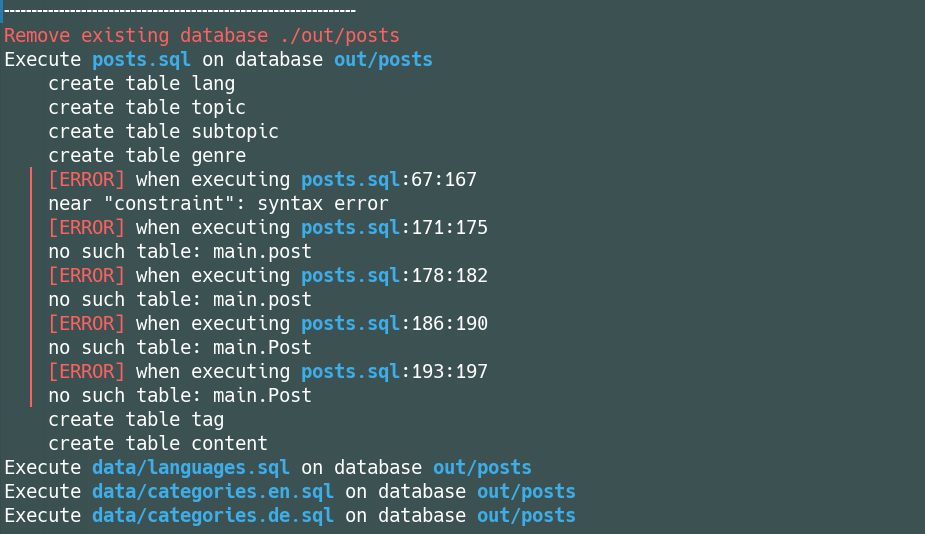 ----------------------------------------------------------------
Remove existing database ./out/posts
Execute posts.sql on database out/posts
create table lang
create table topic
create table subtopic
create table genre
[ERROR] when executing posts.sql:67:167
near "constraint": syntax error
[ERROR] when executing posts.sql:171:175
no such table: main.post
[ERROR] when executing posts.sql:178:182
no such table: main.post
[ERROR] when executing posts.sql:186:190
no such table: main.Post
[ERROR] when executing posts.sql:193:197
no such table: main.Post
create table tag
create table content
Execute data/languages.sql on database out/posts
Execute data/categories.en.sql on database out/posts
Execute data/categories.de.sql on database out/posts